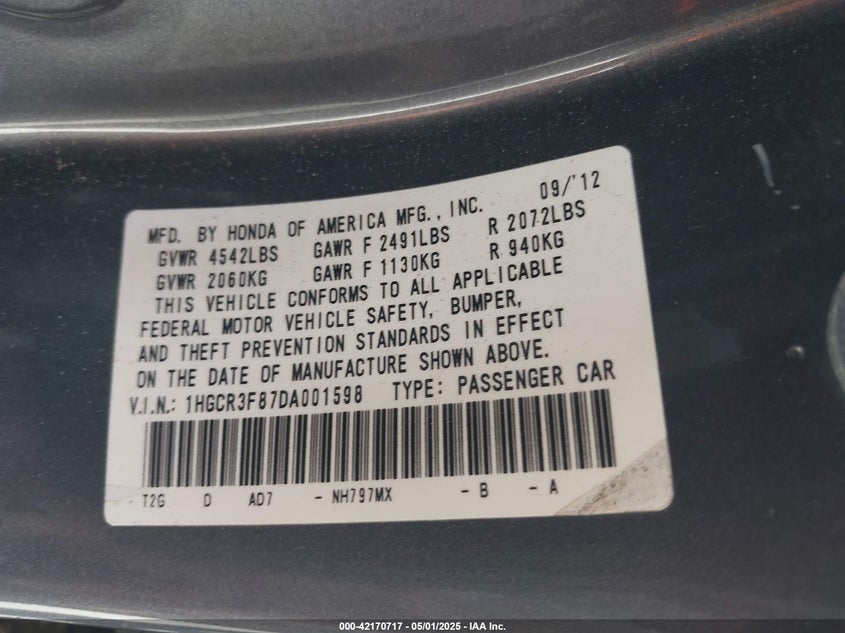 09/'12
MFD. BY HONDA OF AMERICA MFG., INC.
GVWR 4542LBS GAWR F 2491LBS R 2072LBS
GVWR 2060KG GAWR F 1130KG R 940KG
THIS VEHICLE CONFORMS TO ALL APPLICABLE
FEDERAL MOTOR VEHICLE SAFETY, BUMPER,
AND THEFT PREVENTION STANDARDS IN EFFECT
ON THE DATE OF MANUFACTURE SHOWN ABOVE.
V.I.N.: 1HGCR3F87DA001598 TYPE: PASSENGER CAR
- T2G D AD7 - NH797MX - B - A
000-42170717 - 05/01/2025 - IAA Inc.